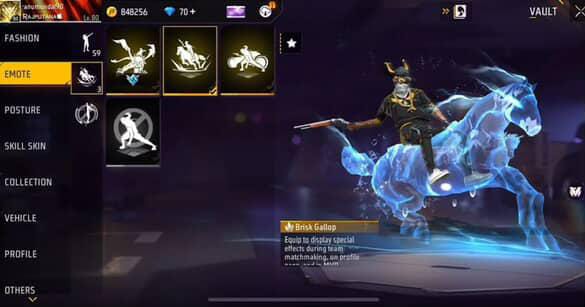 RAJPUTANA
Lv.80
848256
70 +
VAULT
FASHION
59
EMOTE
3
POSTURE
SKILL SKIN
COLLECTION
VEHICLE
PROFILE
OTHERS
Brisk Gallop
Equip to display special
effects during team
matchmaking, on profile